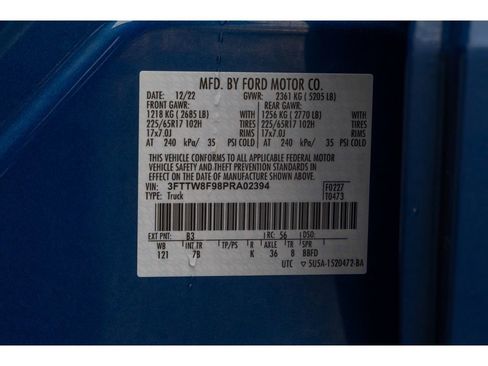 MFD. BY FORD MOTOR CO.
DATE: 12/22 GVWR: 2361 KG ( 5205 LB)
FRONT GAWR: REAR GAWR:
1218 KG ( 2685 LB) WITH 1256 KG ( 2770 LB) WITH
225/65R17 102H TIRES 225/65R17 102H TIRES
17x7.0J RIMS 17x7.0J RIMS
AT 240 kPa/ 35 PSI COLD AT 240 kPa/ 35 PSI COLD
THIS VEHICLE CONFORMS TO ALL APPLICABLE FEDERAL MOTOR
VEHICLE SAFETY AND THEFT PREVENTION STANDARDS IN
EFFECT ON THE DATE OF MANUFACTURE SHOWN ABOVE.
VIN: 3FTTW8F98PRA02394 F0227
TYPE: Truck T0473
EXT PNT: B3 RC: 56 DSO:
WB INT TR TP/PS R AXLE TR SPR
121 7B K 36 8 BBFD
UTC ▽ 5U5A-1520472-BA